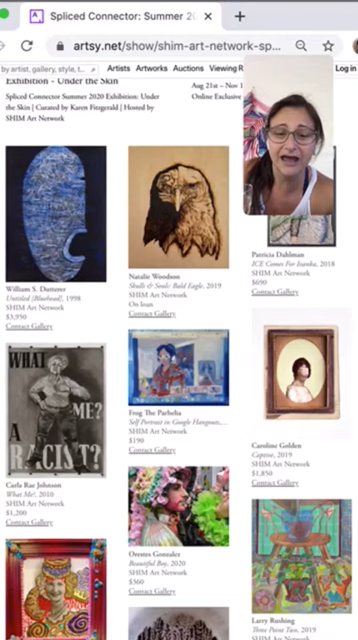 Spliced Connector: Summer 20
artsy.net/show/shim-art-network-sp...
by artist, gallery, style, t...
Artists
Artworks
Auctions
Viewing R
Log in
Exhibition - Under the Skin
Spliced Connector Summer 2020 Exhibition: Under
the Skin | Curated by Karen Fitzgerald | Hosted by
SHIM Art Network
Aug 21st – Nov 1
Online Exclusive
William S. Dutterer
Untitled [Bluehead], 1998
SHIM Art Network
$3,950
Contact Gallery
Natalie Woodson
Skulls & Souls: Bald Eagle, 2019
SHIM Art Network
On loan
Contact Gallery
Patricia Dahlman
ICE Comes For Ivanka, 2018
SHIM Art Network
$690
Contact Gallery
WHAT
ME?
A
RACIST?
Carla Rae Johnson
What Me?, 2010
SHIM Art Network
$1,200
Contact Gallery
Frog The Parhelia
Self Portrait in Google Hangouts,...
SHIM Art Network
$190
Contact Gallery
Caroline Golden
Captive, 2019
SHIM Art Network
$1,850
Contact Gallery
Orestes Gonzalez
Beautiful Boy, 2020
SHIM Art Network
$360
Contact Gallery
Larry Rushing
Three Point Two, 2019
SHIM Art Network